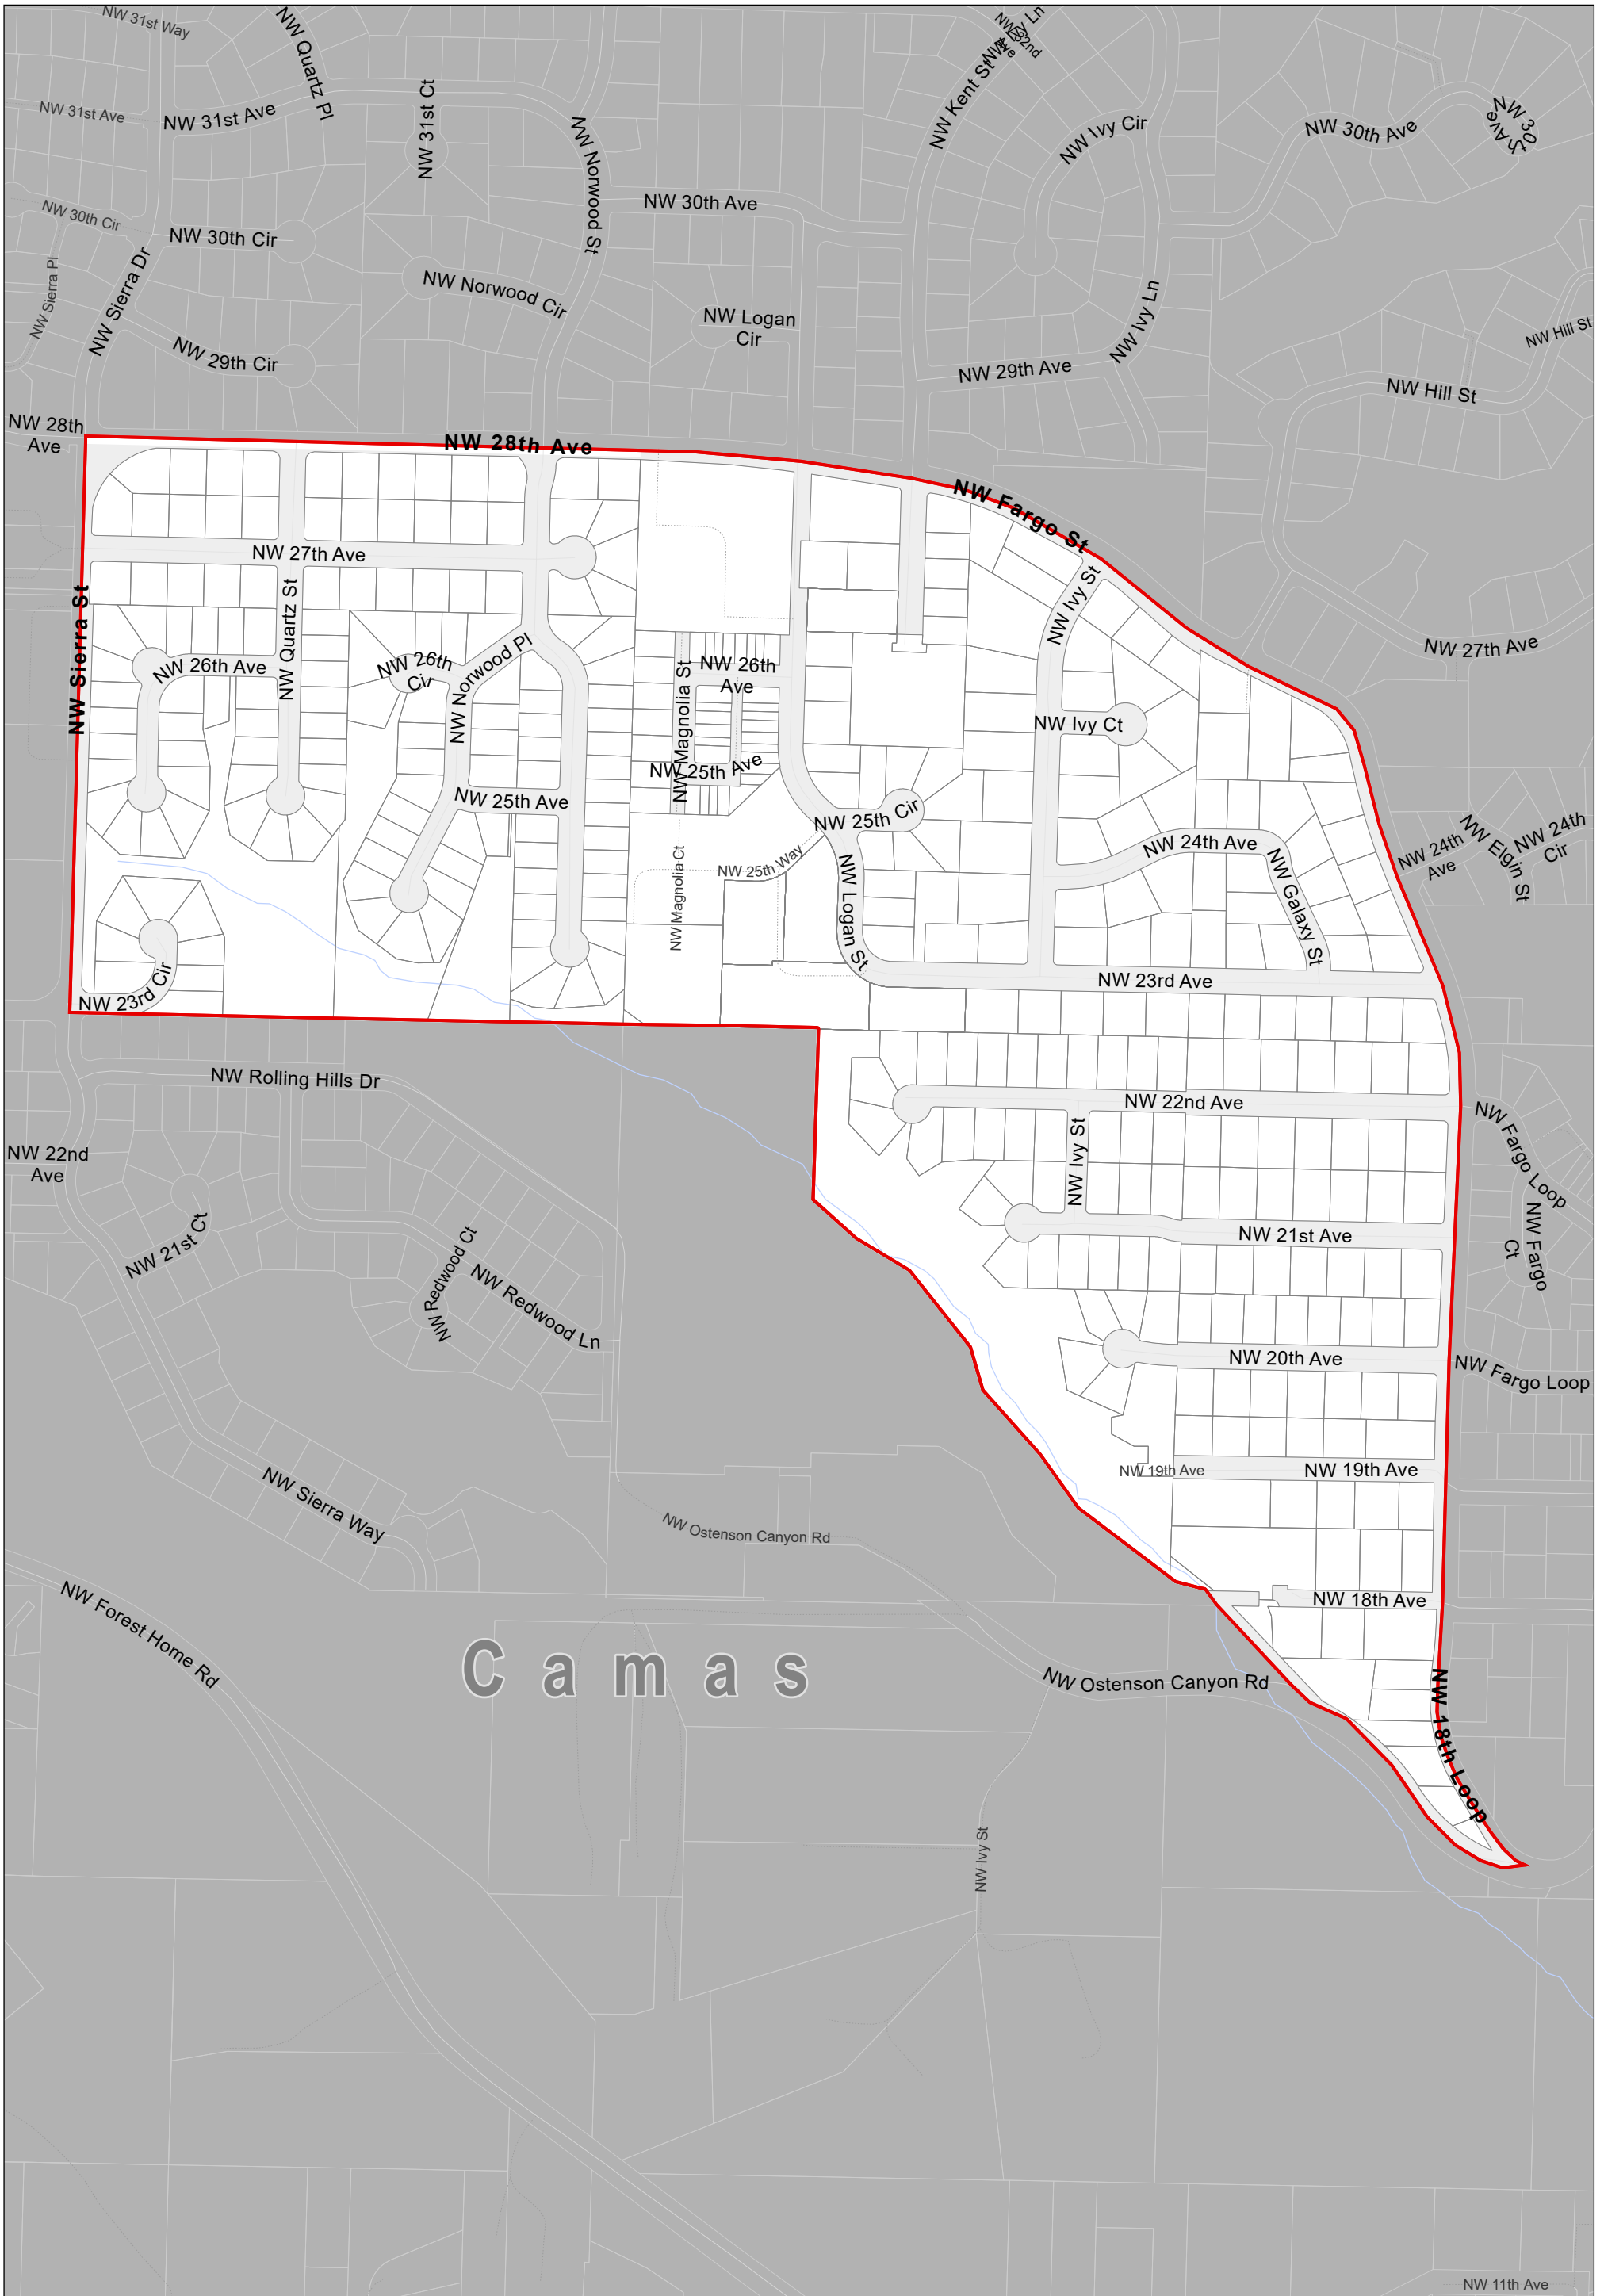 NW 31st Way
NW Quartz Pl
NW 31st Ave
NW 31st Ave
NW 31st Ct
NW Norwood St
NW Kent St
NW Ivy Ln
NW 32nd
Ave
NW Ivy Cir
NW 30th Ave
NW 30th Ave
NW 30th Cir
NW 30th Cir
NW 30th Ave
NW Sierra Pl
NW Sierra Dr
NW Norwood Cir
NW Logan
Cir
NW Ivy Ln
NW Hill St
NW 29th Cir
NW 29th Ave
NW Hill St
NW 28th
Ave
NW 28th Ave
NW Fargo St
NW 27th Ave
NW Sierra St
NW Quartz St
NW Ivy St
NW 27th Ave
NW 26th Ave
NW 26th
Cir
NW Norwood Pl
NW Magnolia St
NW 26th
Ave
NW Ivy Ct
NW 25th Ave
NW 25th Ave
NW 25th Cir
NW 25th Way
NW Magnolia Ct
NW Logan St
NW 24th Ave
NW Galaxy St
NW 24th
Ave
NW Elgin St
NW 24th
Cir
NW 23rd Cir
NW 23rd Ave
NW Rolling Hills Dr
NW 22nd Ave
NW Fargo Loop
NW 22nd
Ave
NW Ivy St
NW 21st Ct
NW Redwood Ct
NW Redwood Ln
NW 21st Ave
NW Fargo
Ct
NW 20th Ave
NW Fargo Loop
NW 19th Ave
NW 19th Ave
NW Sierra Way
NW Ostenson Canyon Rd
NW Forest Home Rd
NW 18th Ave
Camas
NW Ostenson Canyon Rd
NW 18th Loop
NW Ivy St
NW 11th Ave